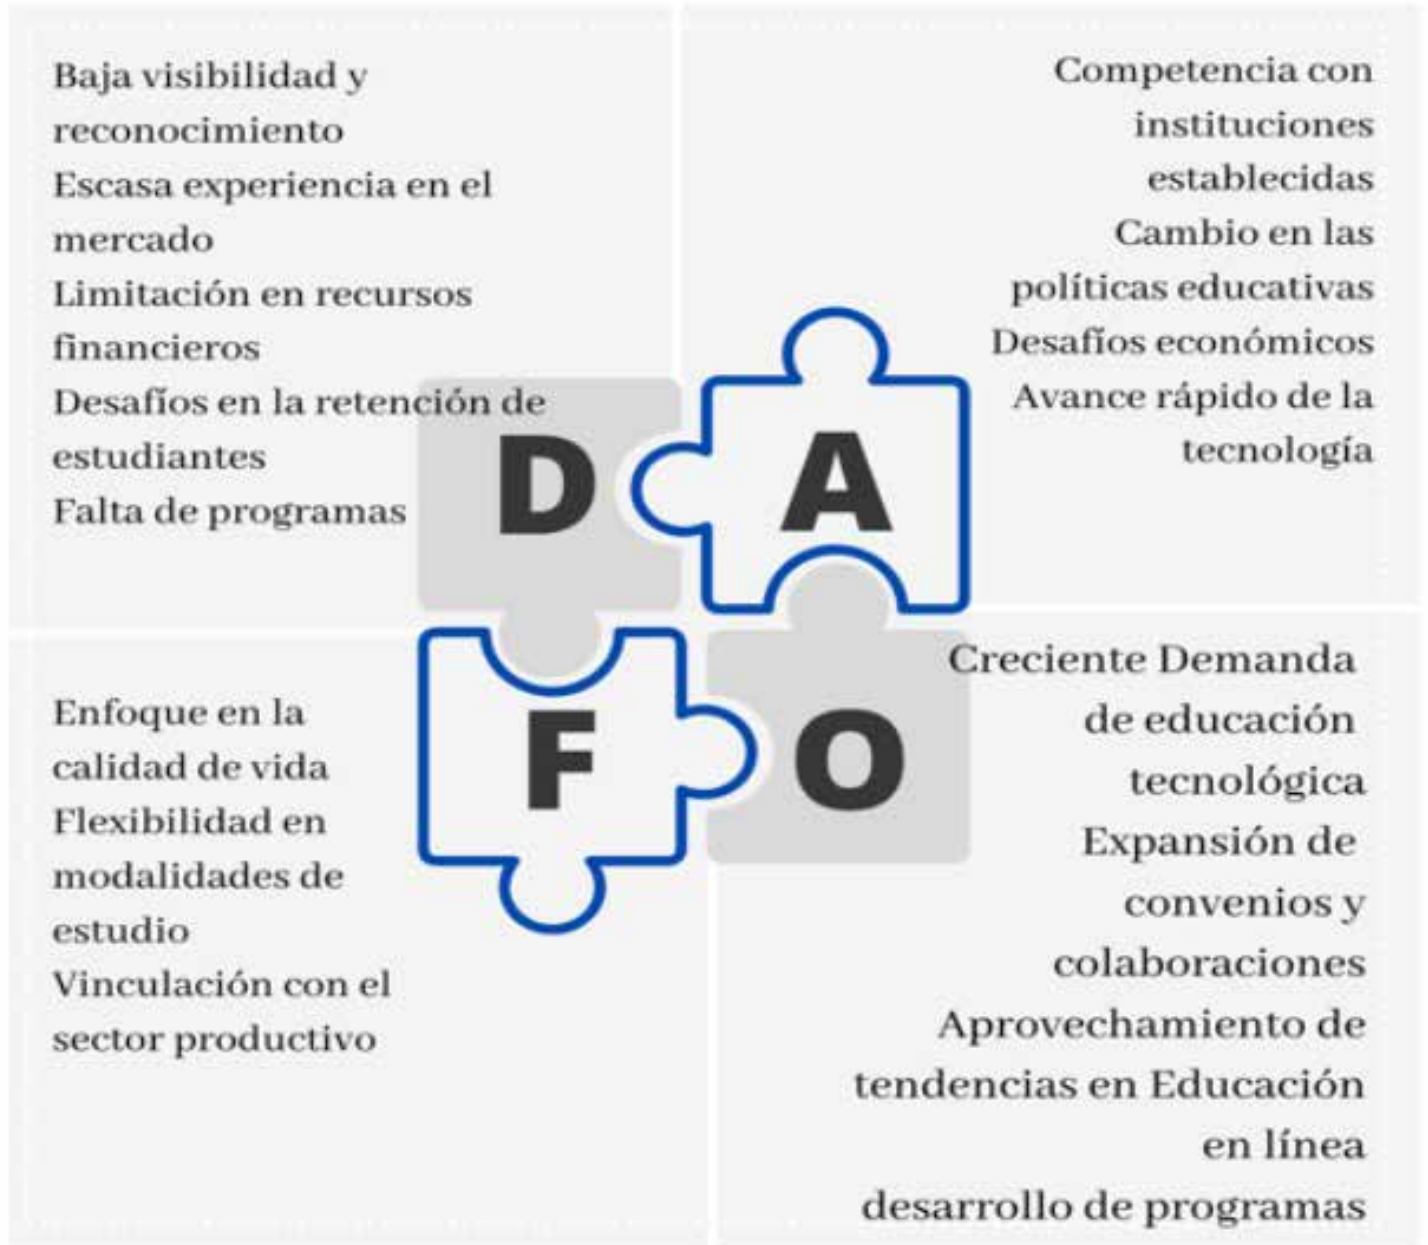 Baja visibilidad y
reconocimiento
Escasa experiencia en el
mercado
Limitación en recursos
financieros
Desafíos en la retención de
estudiantes
Falta de programas
D
Competencia con
instituciones
establecidas
Cambio en las
políticas educativas
Desafíos económicos
Avance rápido de la
tecnología
A
Enfoque en la
calidad de vida
Flexibilidad en
modalidades de
estudio
Vinculación con el
sector productivo
F
Creciente Demanda
de educación
tecnológica
Expansión de
convenios y
colaboraciones
Aprovechamiento de
tendencias en Educación
en línea
desarrollo de programas
O